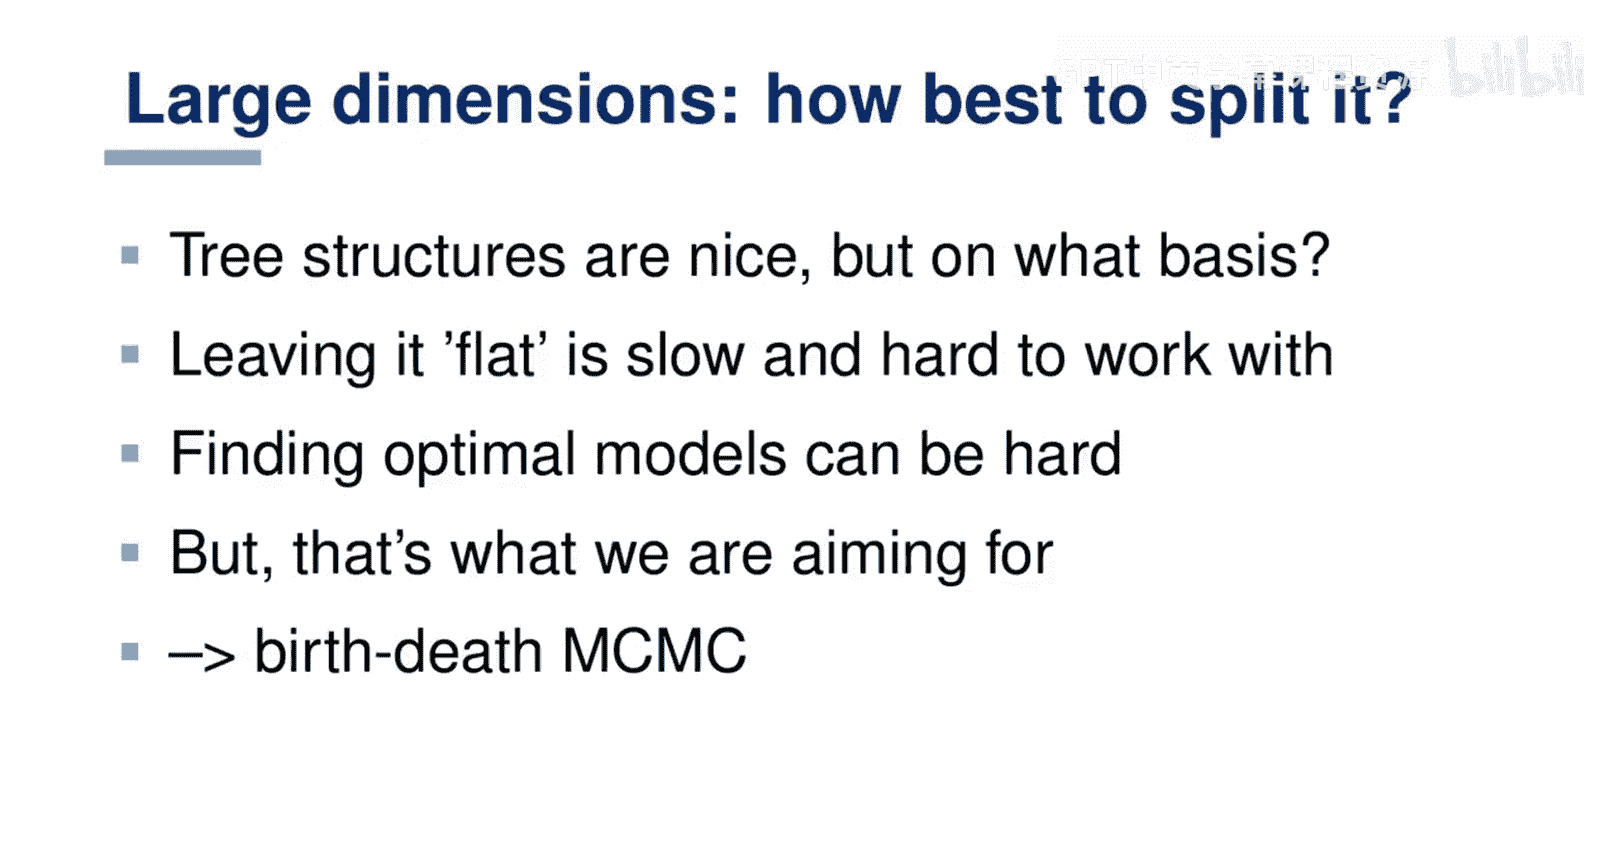 Large dimensions: how best to split it?
bilibili
Tree structures are nice, but on what basis?
Leaving it ’flat’ is slow and hard to work with
Finding optimal models can be hard
But, that’s what we are aiming for
–> birth-death MCMC